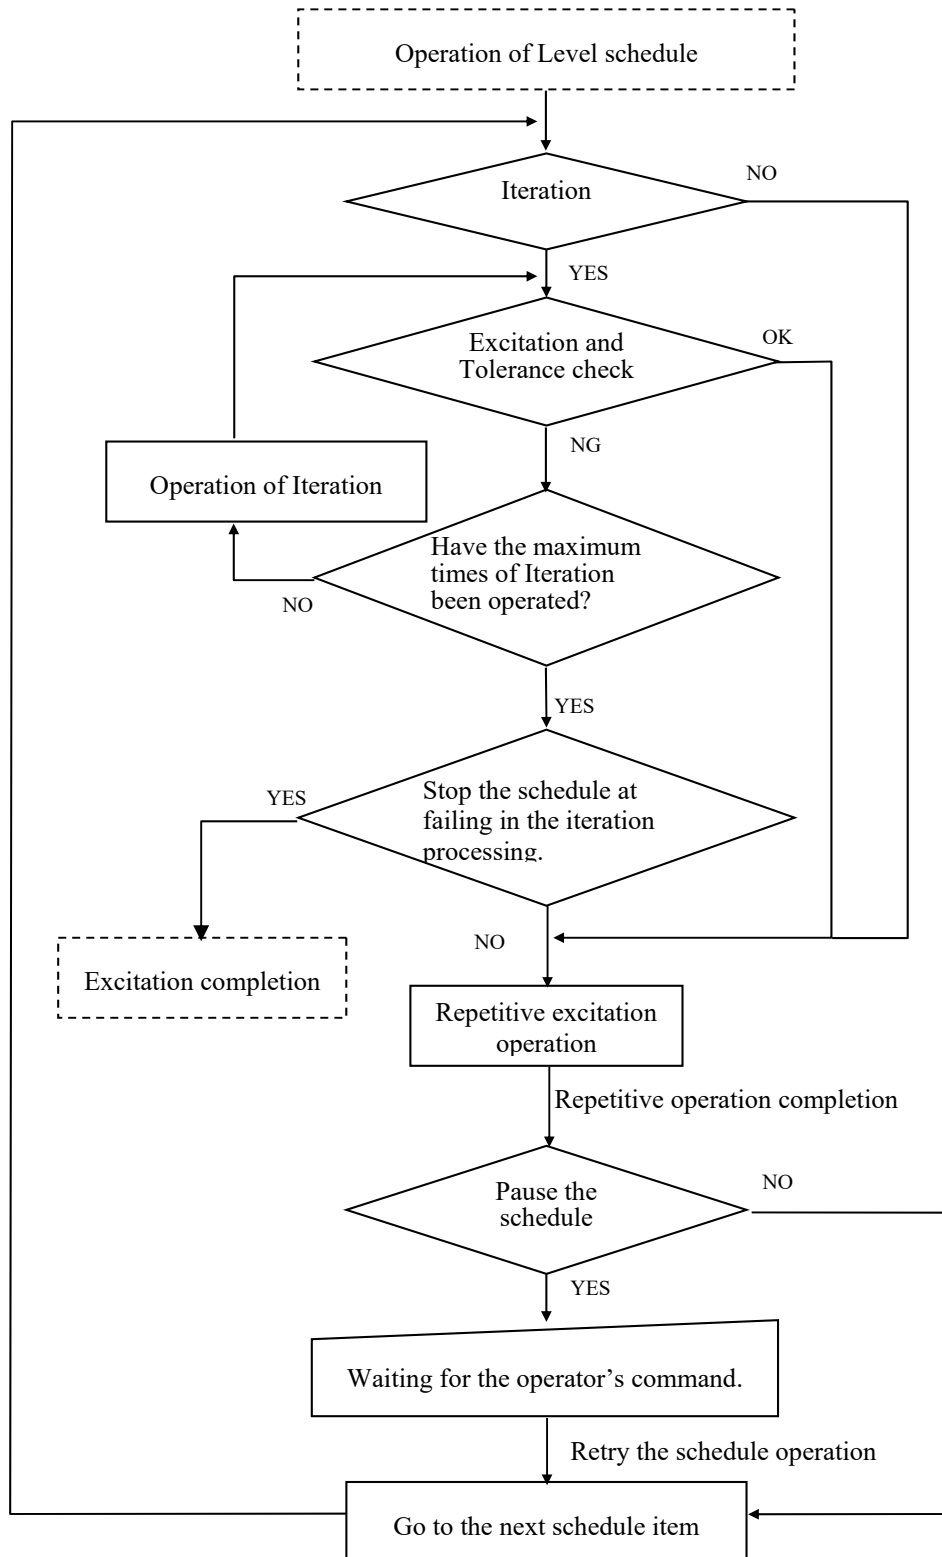 Operation of Level schedule
NO
Iteration
YES
Excitation and
Tolerance check
OK
NG
Operation of Iteration
Have the maximum
times of Iteration
been operated?
NO
YES
YES
Stop the schedule at
failing in the iteration
processing.
NO
Excitation completion
Repetitive excitation
operation
Repetitive operation completion
Pause the
schedule
NO
YES
Waiting for the operator’s command.
Retry the schedule operation
Go to the next schedule item